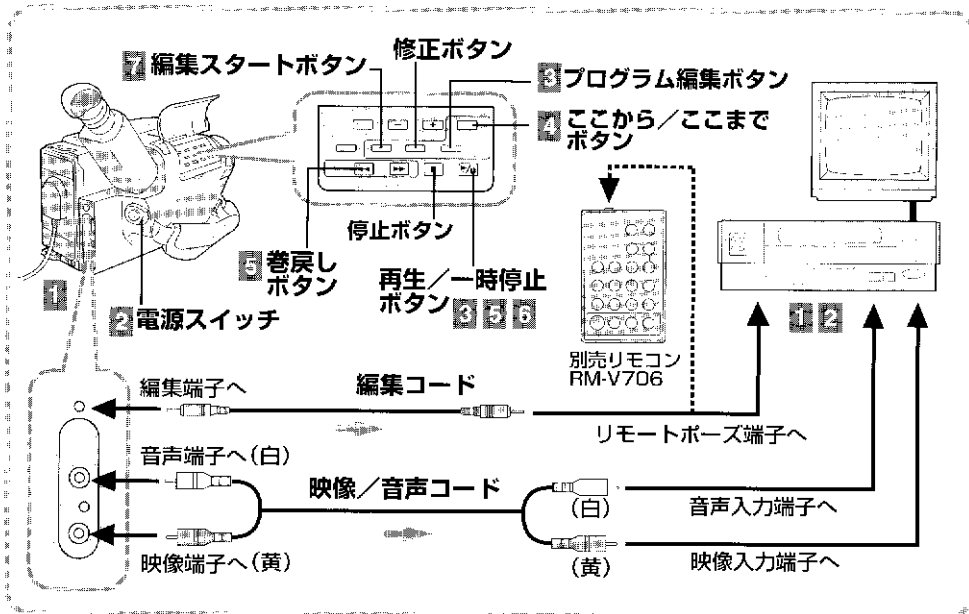 7 編集スタートボタン
修正ボタン
3 プログラム編集ボタン
4 ここから/ここまで
ボタン
停止ボタン
5 巻戻し
ボタン
再生/一時停止
ボタン 3 5 6
1
2 電源スイッチ
1 2
別売リモコン
RM-V706
編集端子へ
編集コード
リモートポーズ端子へ
音声端子へ(白)
映像/音声コード
(白)
音声入力端子へ
映像端子へ(黄)
(黄)
映像入力端子へ